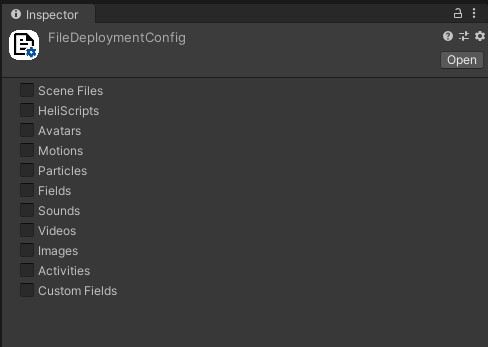 Inspector
FileDeploymentConfig
Open
Scene Files
HeliScripts
Avatars
Motions
Particles
Fields
Sounds
Videos
Images
Activities
Custom Fields